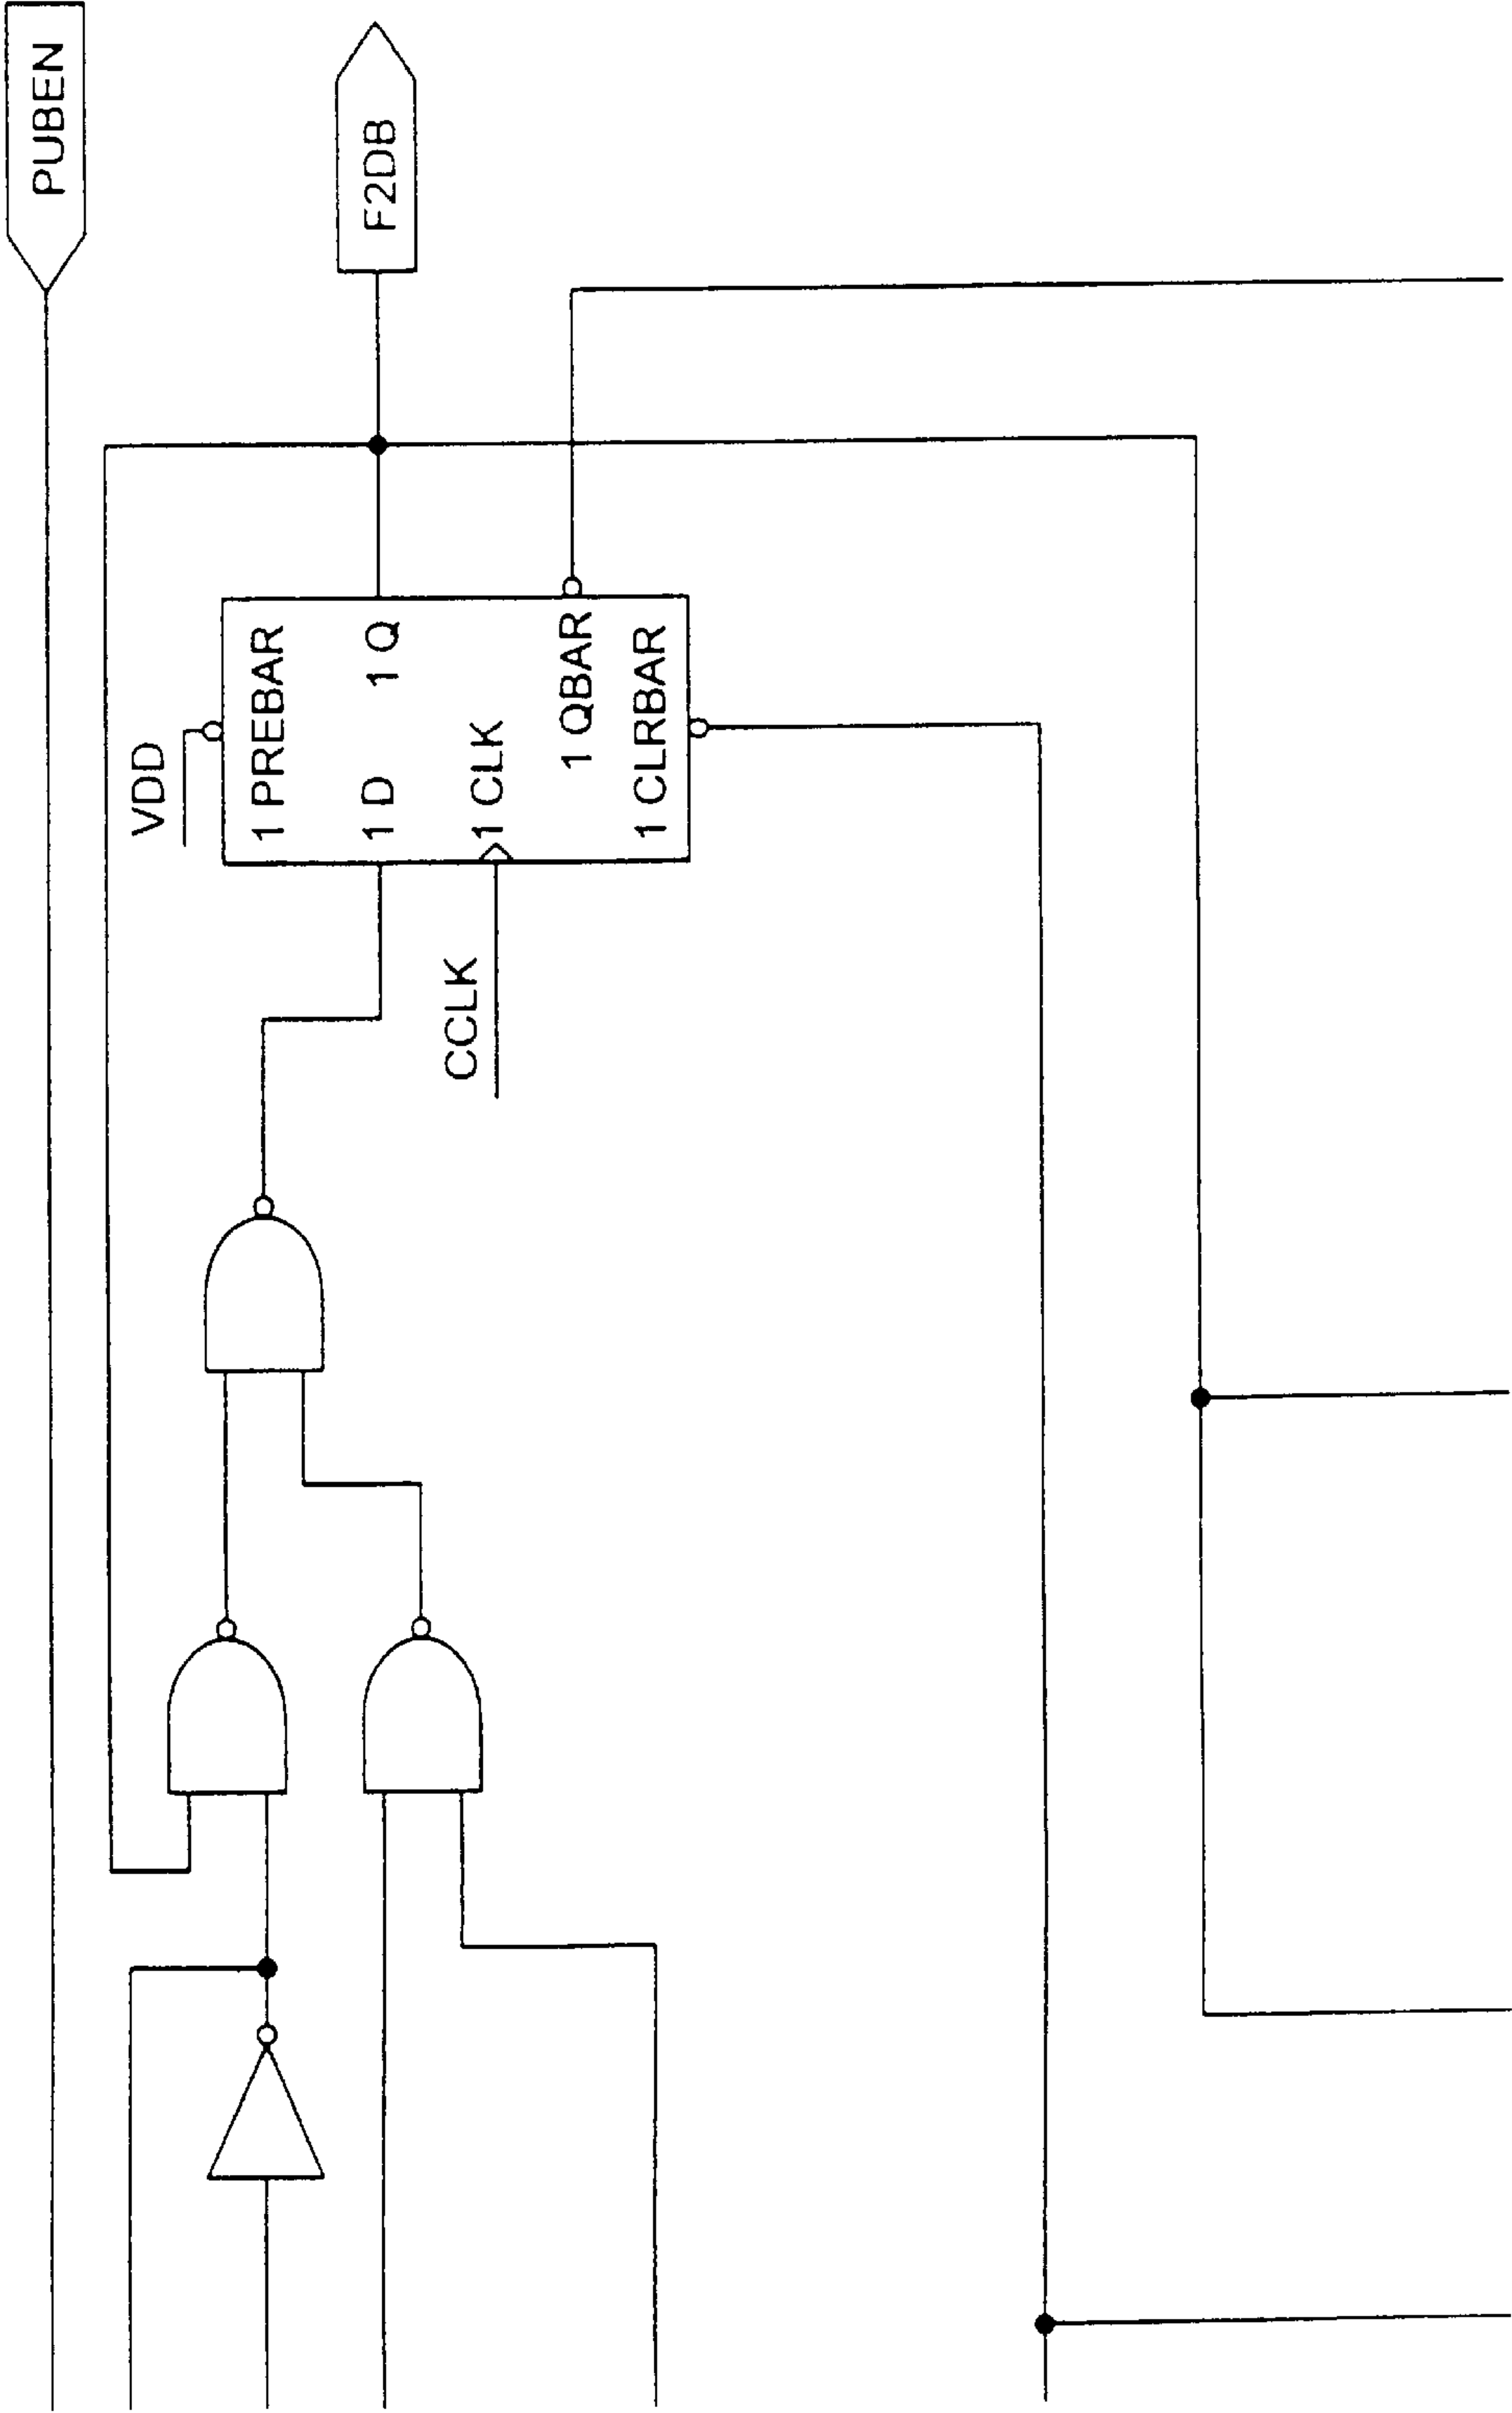 PUBEN
F2DB
VDD
1 PREBAR
1 D
1 Q
CCLK
1 CLK
1 QBAR
1 CLRBAR